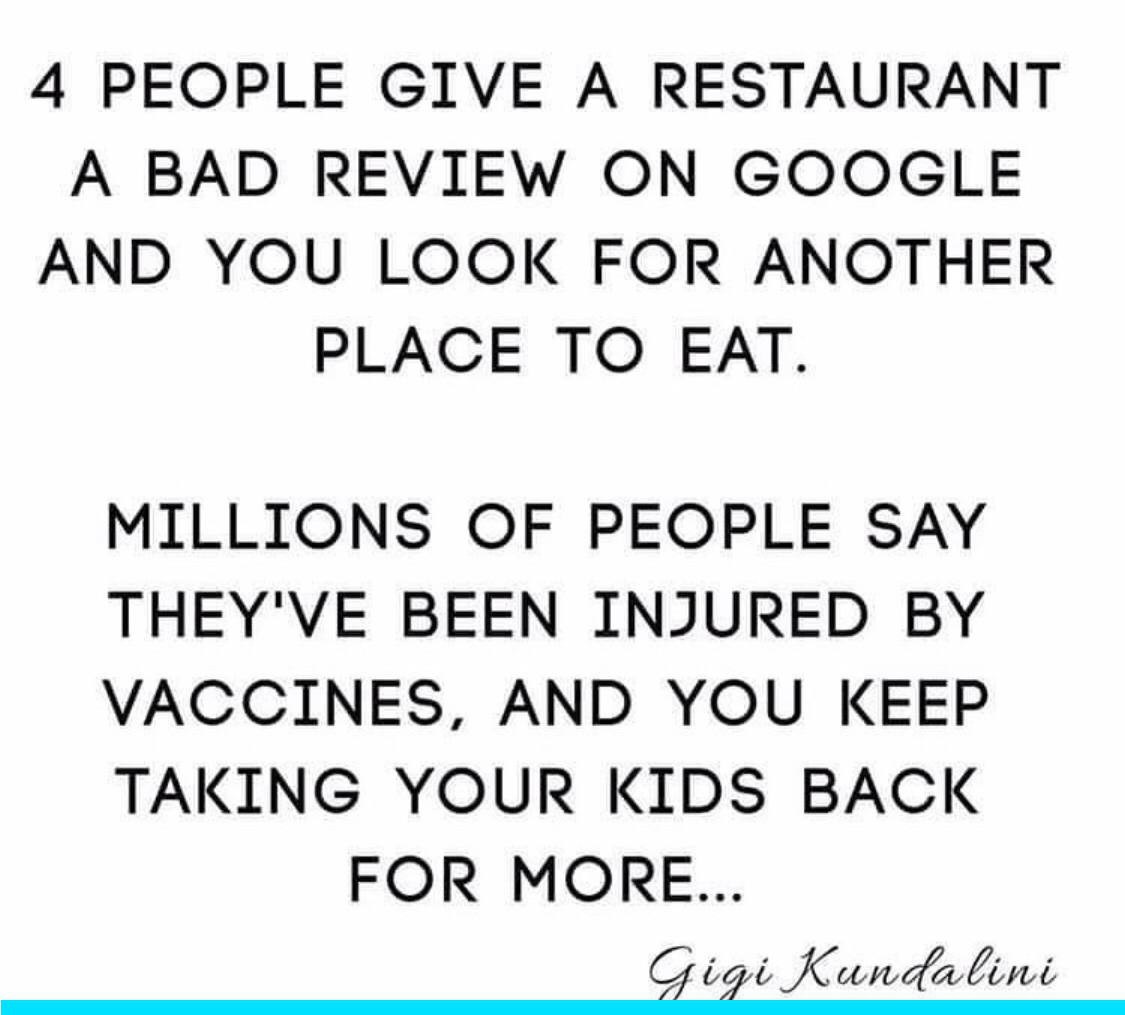 4 PEOPLE GIVE A RESTAURANT
A BAD REVIEW ON GOOGLE
AND YOU LOOK FOR ANOTHER
PLACE TO EAT.
MILLIONS OF PEOPLE SAY
THEY'VE BEEN INJURED BY
VACCINES, AND YOU KEEP
TAKING YOUR KIDS BACK
FOR MORE...
Gigi Kundalini